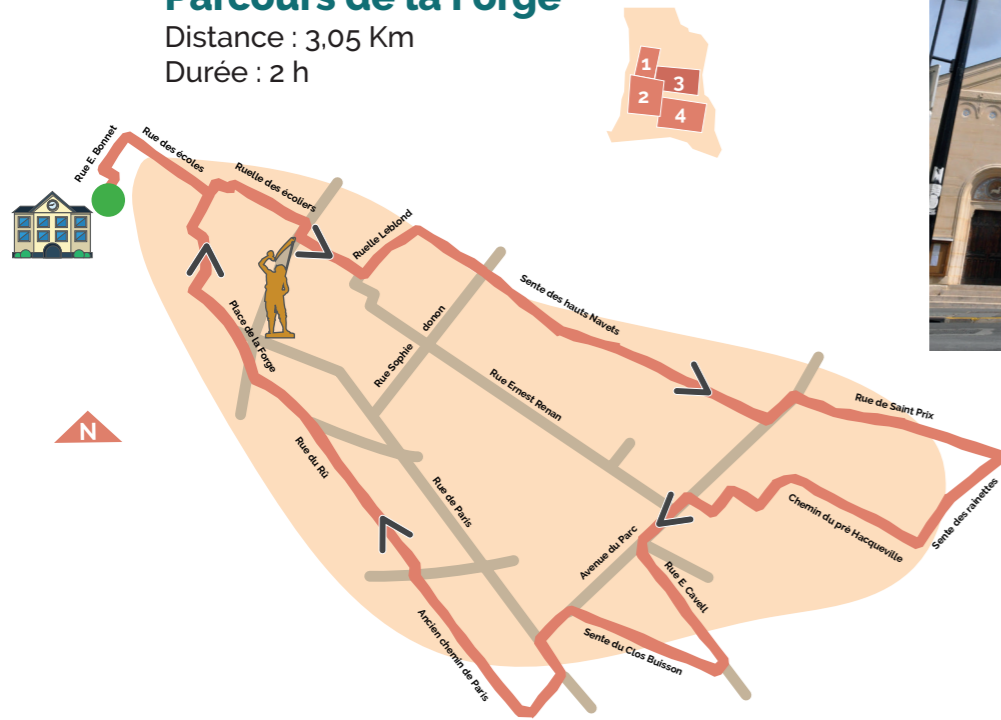 Parcours de la Forge
Distance : 3,05 Km
Durée : 2 h
1
3
2
4
Rue E. Bonnet
Rue des écoles
Ruelle des écoliers
Ruelle Leblond
Sente des hauts Navets
Rue Sophie donon
Place de la Forge
Rue Ernest Renan
Rue de Saint Prix
N
Rue du Rû
Rue de Paris
Chemin du prè Hacqueville
Sente des rainettes
Avenue du Parc
Rue E. Cavell
Ancien chemin de Paris
Sente du Clos Buisson